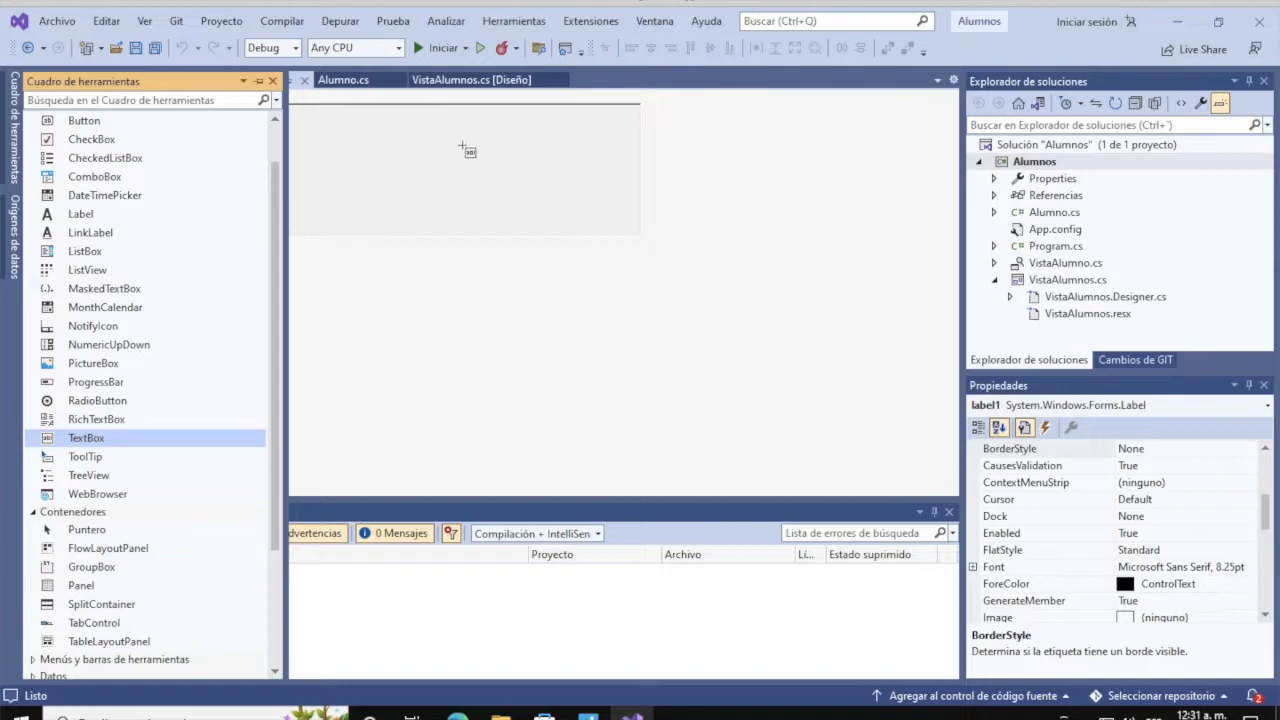 Archivo Editar Ver Git Proyecto Compilar Depurar Prueba Analizar Herramientas Extensiones Ventana Ayuda Buscar (Ctrl+Q) Alumnos Iniciar sesión
Debug Any CPU Iniciar Live Share
Cuadro de herramientas
Orígenes de datos
Cuadro de herramientas
Búsqueda en el Cuadro de herramientas
Button
CheckBox
CheckedListBox
ComboBox
DateTimePicker
Label
LinkLabel
ListBox
ListView
MaskedTextBox
MonthCalendar
NotifyIcon
NumericUpDown
PictureBox
ProgressBar
RadioButton
RichTextBox
TextBox
ToolTip
TreeView
WebBrowser
Contenedores
Puntero
FlowLayoutPanel
GroupBox
Panel
SplitContainer
TabControl
TableLayoutPanel
Menús y barras de herramientas
Datos
Alumno.cs VistaAlumnos.cs [Diseño]
dvertencias 0 Mensajes Compilación + IntelliSen Lista de errores de búsqueda
Proyecto Archivo Lí... Estado suprimido
Explorador de soluciones
Buscar en Explorador de soluciones (Ctrl+´)
Solución "Alumnos" (1 de 1 proyecto)
Alumnos
Properties
Referencias
C# Alumno.cs
App.config
C# Program.cs
VistaAlumno.cs
VistaAlumnos.cs
VistaAlumnos.Designer.cs
VistaAlumnos.resx
Explorador de soluciones Cambios de GIT
Propiedades
label1 System.Windows.Forms.Label
BorderStyle None
CausesValidation True
ContextMenuStrip (ninguno)
Cursor Default
Dock None
Enabled True
FlatStyle Standard
Font Microsoft Sans Serif, 8.25pt
ForeColor ControlText
GenerateMember True
Image (ninguno)
BorderStyle
Determina si la etiqueta tiene un borde visible.
Listo Agregar al control de código fuente Seleccionar repositorio 2
12:31 a. m.